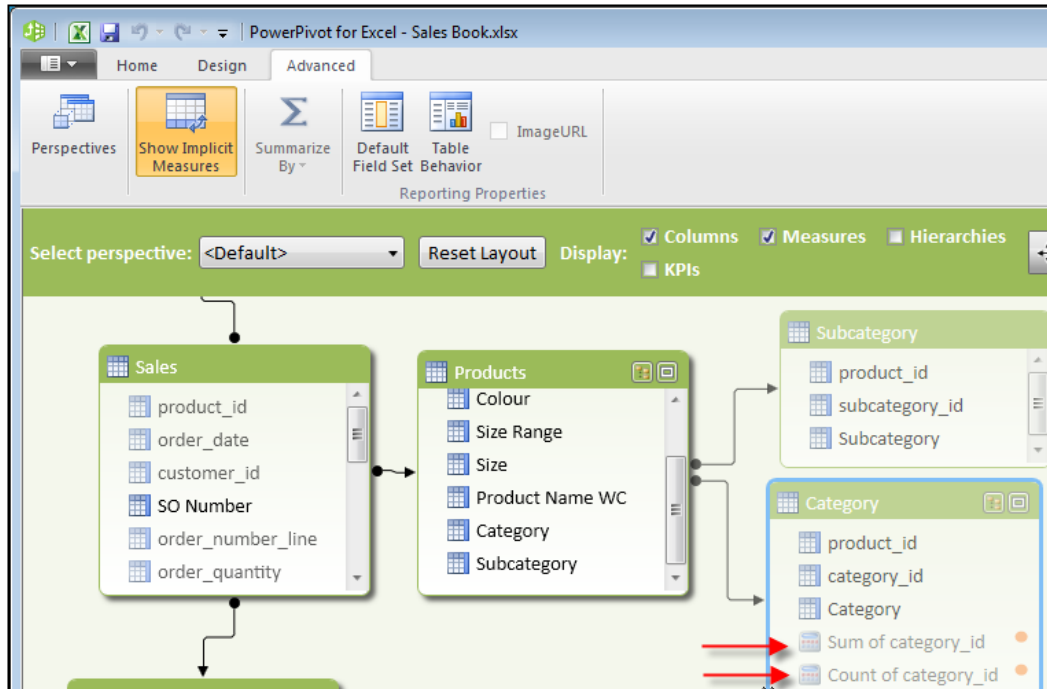 PowerPivot for Excel - Sales Book.xlsx
Home Design Advanced
Perspectives
Show Implicit
Measures
Summarize
By
Default
Field Set
Table
Behavior
ImageURL
Reporting Properties
Select perspective: <Default> Reset Layout Display: Columns Measures Hierarchies
KPIs
Sales
product_id
order_date
customer_id
SO Number
order_number_line
order_quantity
Products
Colour
Size Range
Size
Product Name WC
Category
Subcategory
Subcategory
product_id
subcategory_id
Subcategory
Category
product_id
category_id
Category
Sum of category_id
Count of category_id